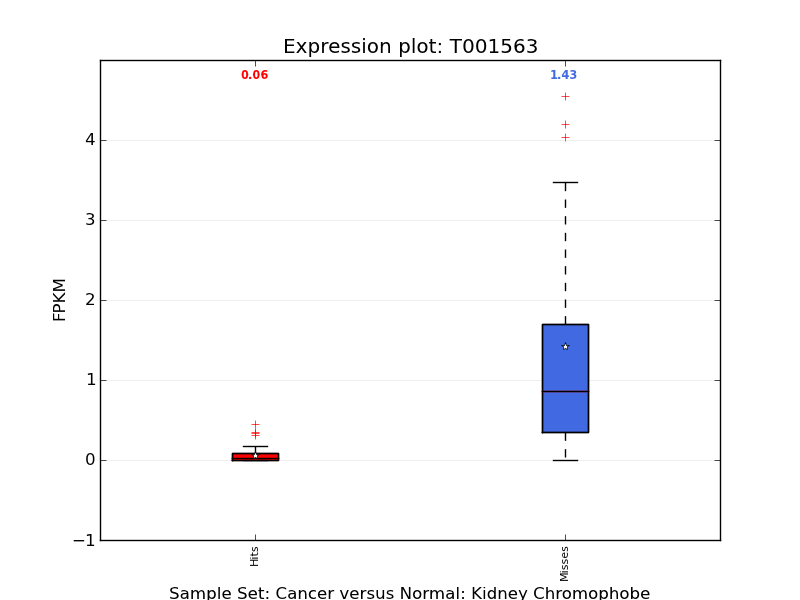 Expression plot: T001563
0.06 1.43
4
3
2
1
0
−1
FPKM
Hits Misses
Sample Set: Cancer versus Normal: Kidney Chromophobe